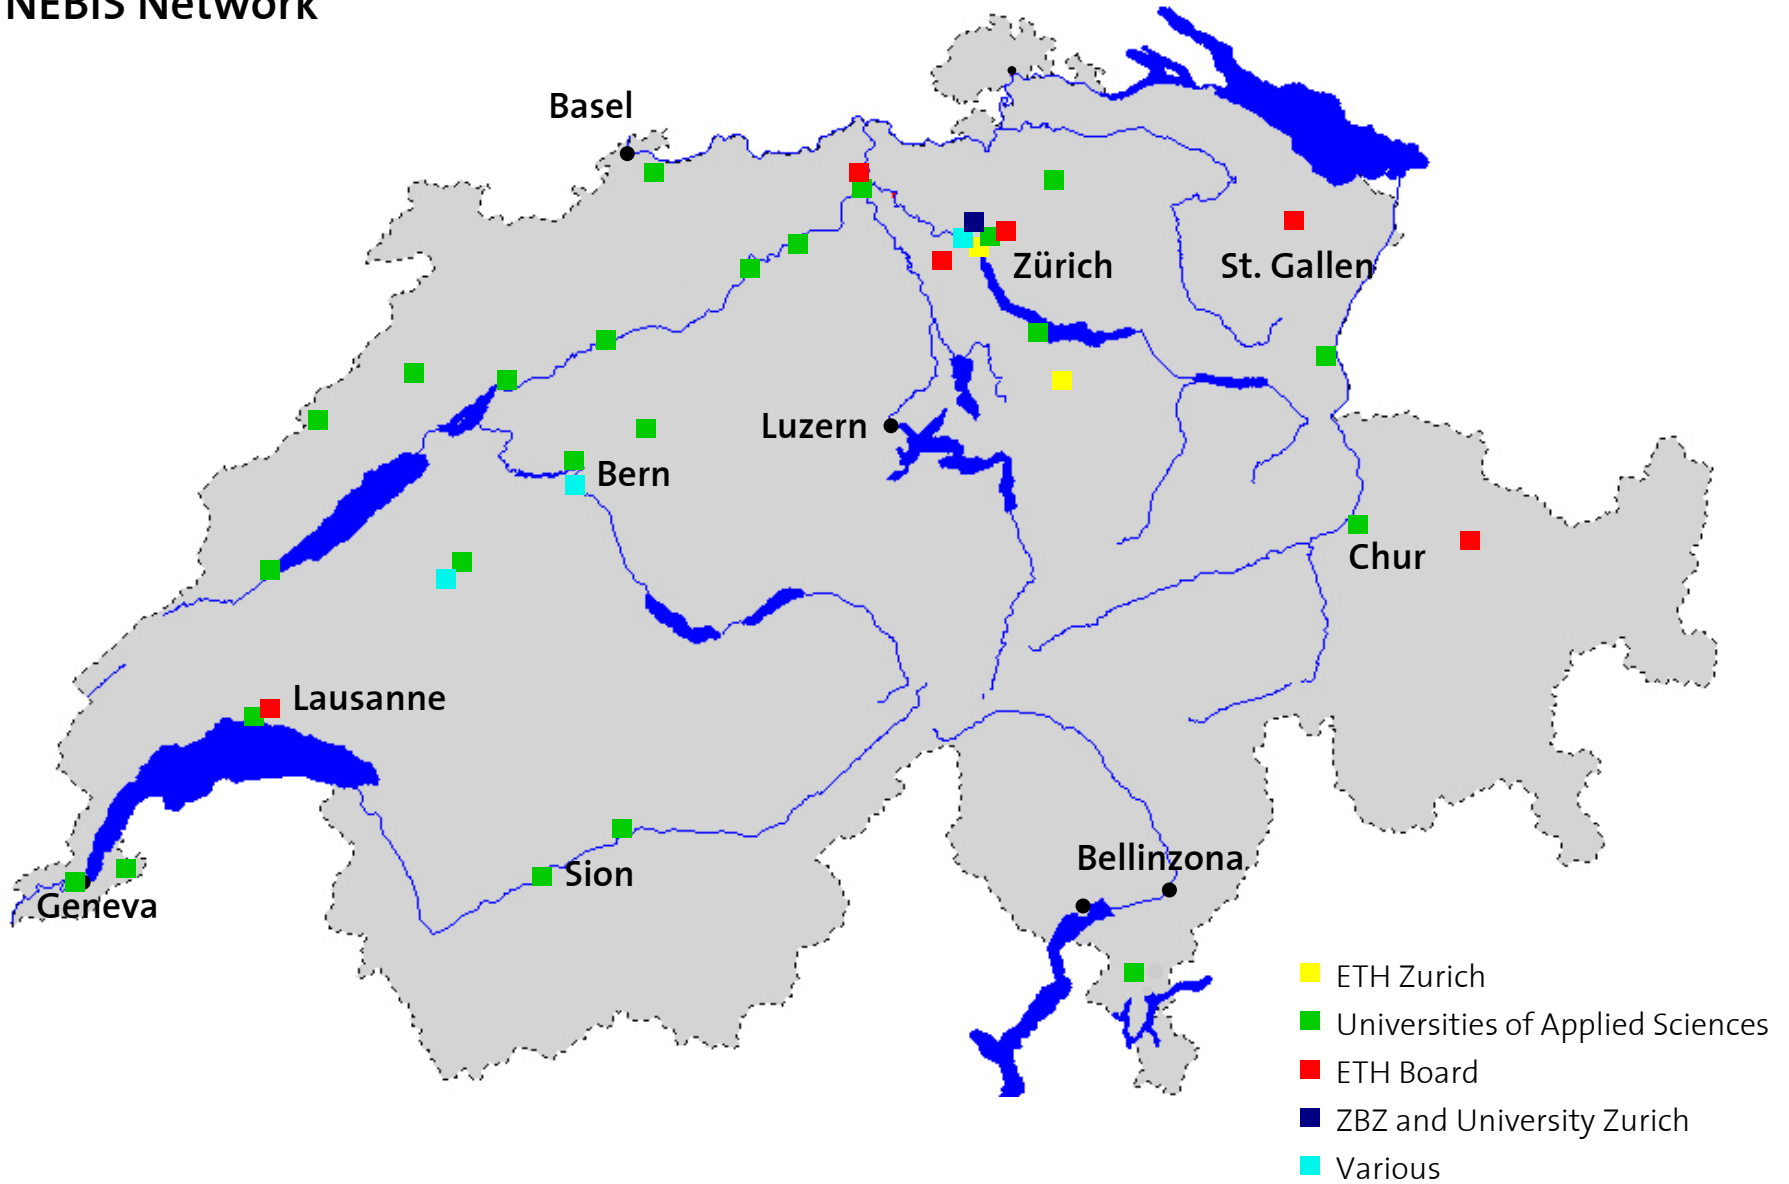 NEBIS Network
Basel
Zürich
St. Gallen
Luzern
Bern
Chur
Lausanne
Bellinzona
Sion
Geneva
ETH Zurich
Universities of Applied Sciences
ETH Board
ZBZ and University Zurich
Various